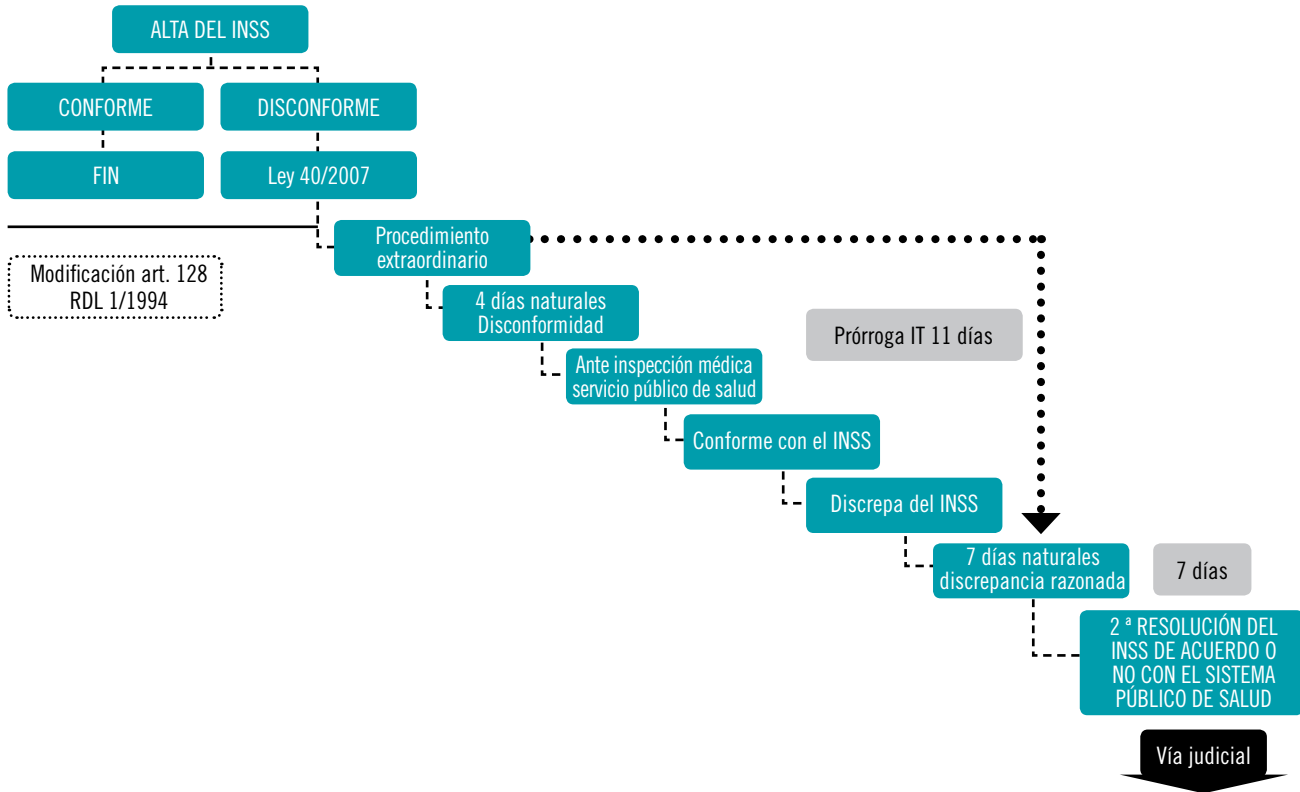 ALTA DEL INSS
CONFORME
DISCONFORME
FIN
Ley 40/2007
Procedimiento
extraordinario
Modificación art. 128
RDL 1/1994
4 días naturales
Disconformidad
Prórroga IT 11 días
Ante inspección médica
servicio público de salud
Conforme con el INSS
Discrepa del INSS
7 días naturales
discrepancia razonada
7 días
2 ª RESOLUCIÓN DEL
INSS DE ACUERDO O
NO CON EL SISTEMA
PÚBLICO DE SALUD
Vía judicial